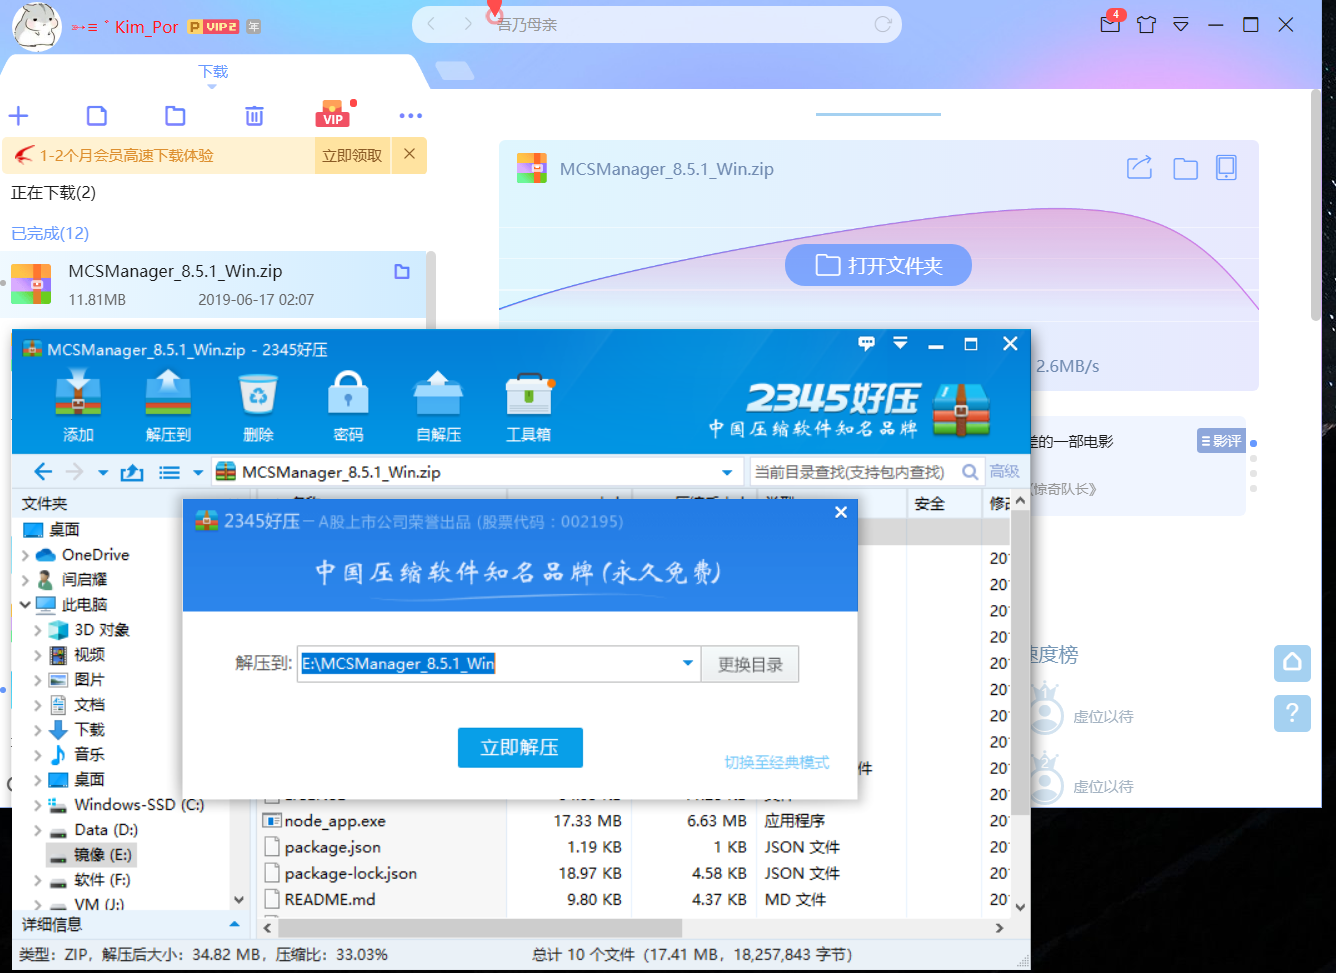 Kim_Por P VIP2 年
吾乃母亲
4
下载
VIP
1-2个月会员高速下载体验 立即领取
正在下载(2)
已完成(12)
MCSManager_8.5.1_Win.zip
11.81MB 2019-06-17 02:07
MCSManager_8.5.1_Win.zip
打开文件夹
2.6MB/s
的一部电影 影评
惊奇队长》
速度榜
1 虚位以待
2 虚位以待
?
MCSManager_8.5.1_Win.zip - 2345好压
添加 解压到 删除 密码 自解压 工具箱
2345好压
中国压缩软件知名品牌
MCSManager_8.5.1_Win.zip 当前目录查找(支持包内查找) 高级
文件夹 安全
桌面
OneDrive
闫启耀
此电脑
3D 对象
视频
图片
文档
下载
音乐
桌面
Windows-SSD (C:)
Data (D:)
镜像 (E:)
软件 (F:)
VM (J:)
详细信息
2345好压 – A股上市公司荣誉出品 (股票代码：002195)
中国压缩软件知名品牌(永久免费)
解压到: E:\MCSManager_8.5.1_Win 更换目录
立即解压
切换至经典模式
件
node_app.exe 17.33 MB 6.63 MB 应用程序 20
package.json 1.19 KB 1 KB JSON 文件 20
package-lock.json 18.97 KB 4.58 KB JSON 文件 20
README.md 9.80 KB 4.37 KB MD 文件 20
类型：ZIP，解压后大小：34.82 MB，压缩比：33.03% 总计 10 个文件（17.41 MB，18,257,843 字节）